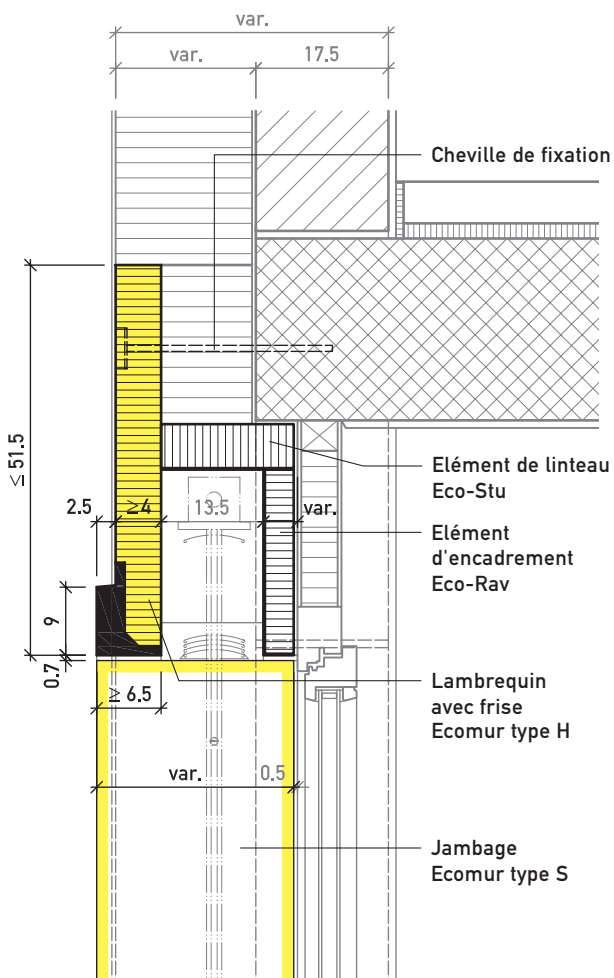 var.
var.
17.5
Cheville de fixation
≤ 51.5
Elément de linteau
Eco-Stu
2.5
≥4
13.5
var.
Elément
d'encadrement
Eco-Rav
9
0.7
≥ 6.5
Lambrequin
avec frise
Ecomur type H
var.
0.5
Jambage
Ecomur type S